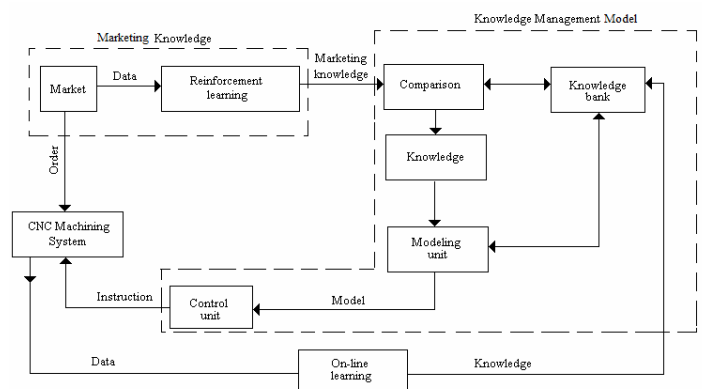 Knowledge Management Model
Marketing Knowledge
Market
Data
Reinforcement
learning
Marketing
knowledge
Comparison
Knowledge
bank
Order
Knowledge
CNC Machining
System
Modeling
unit
Instruction
Control
unit
Model
Data
On-line
learning
Knowledge